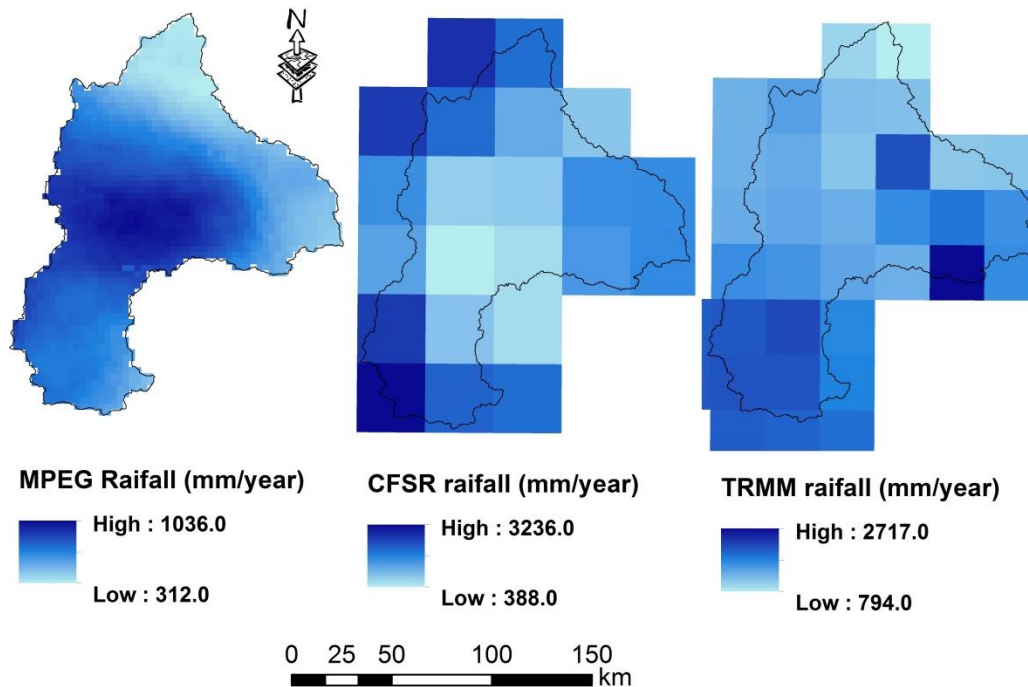 N
MPEG Raifall (mm/year)
High : 1036.0
Low : 312.0
CFSR raifall (mm/year)
High : 3236.0
Low : 388.0
TRMM raifall (mm/year)
High : 2717.0
Low : 794.0
0 25 50 100 150
km